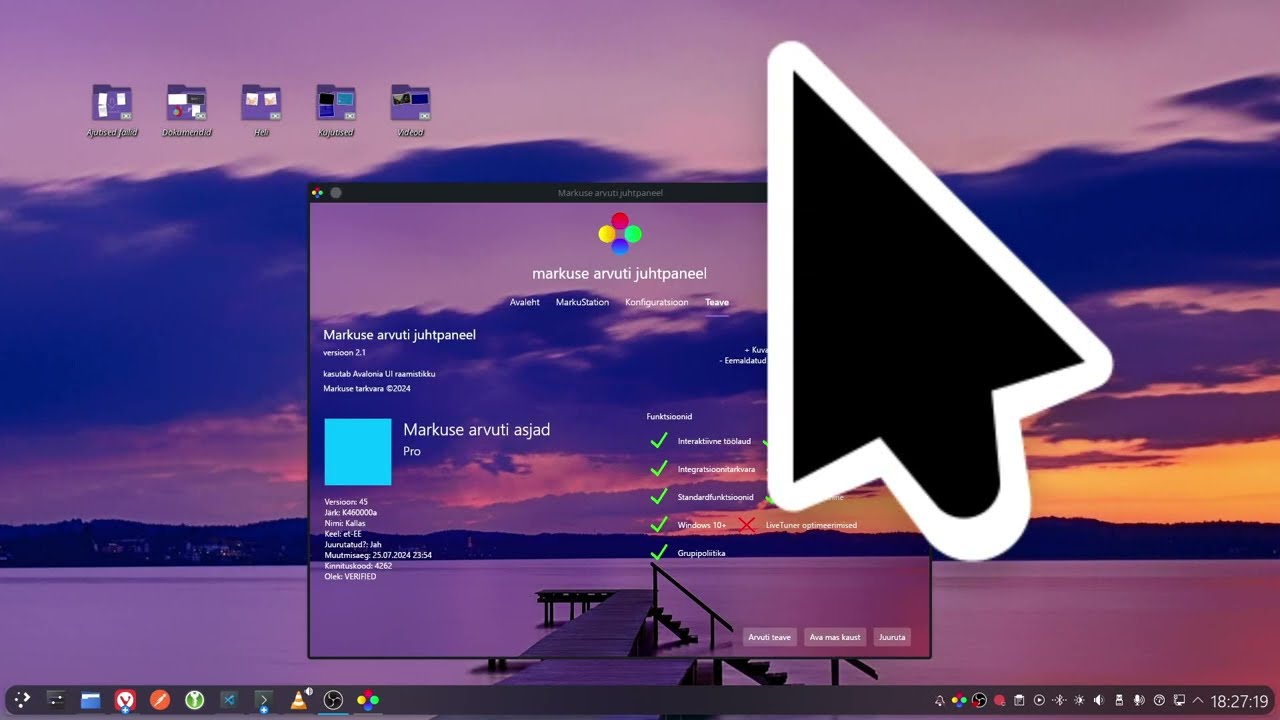 Ajutised failid
Dokumendid
Heli
Kujutised
Videod
Markuse arvuti juhtpaneel
markuse arvuti juhtpaneel
Avaleht MarkuStation Konfiguratsioon Teave
Markuse arvuti juhtpaneel
versioon 2.1
+ Kuva
- Eemaldatud
kasutab Avalonia UI raamistikku
Markuse tarkvara ©2024
Markuse arvuti asjad
Pro
Versioon: 45
Järk: K460000a
Nimi: Kallas
Keel: et-EE
Juurutatud?: Jah
Muutmisaeg: 25.07.2024 23:54
Kinnituskood: 4262
Olek: VERIFIED
Funktsioonid
Interaktiivne töölaud
Integratsioonitarkvara
Standardfunktsioonid
Windows 10+ LiveTuner optimeerimised
Grupipoliitika
Arvuti teave Ava mas kaust Juuruta
18:27:19